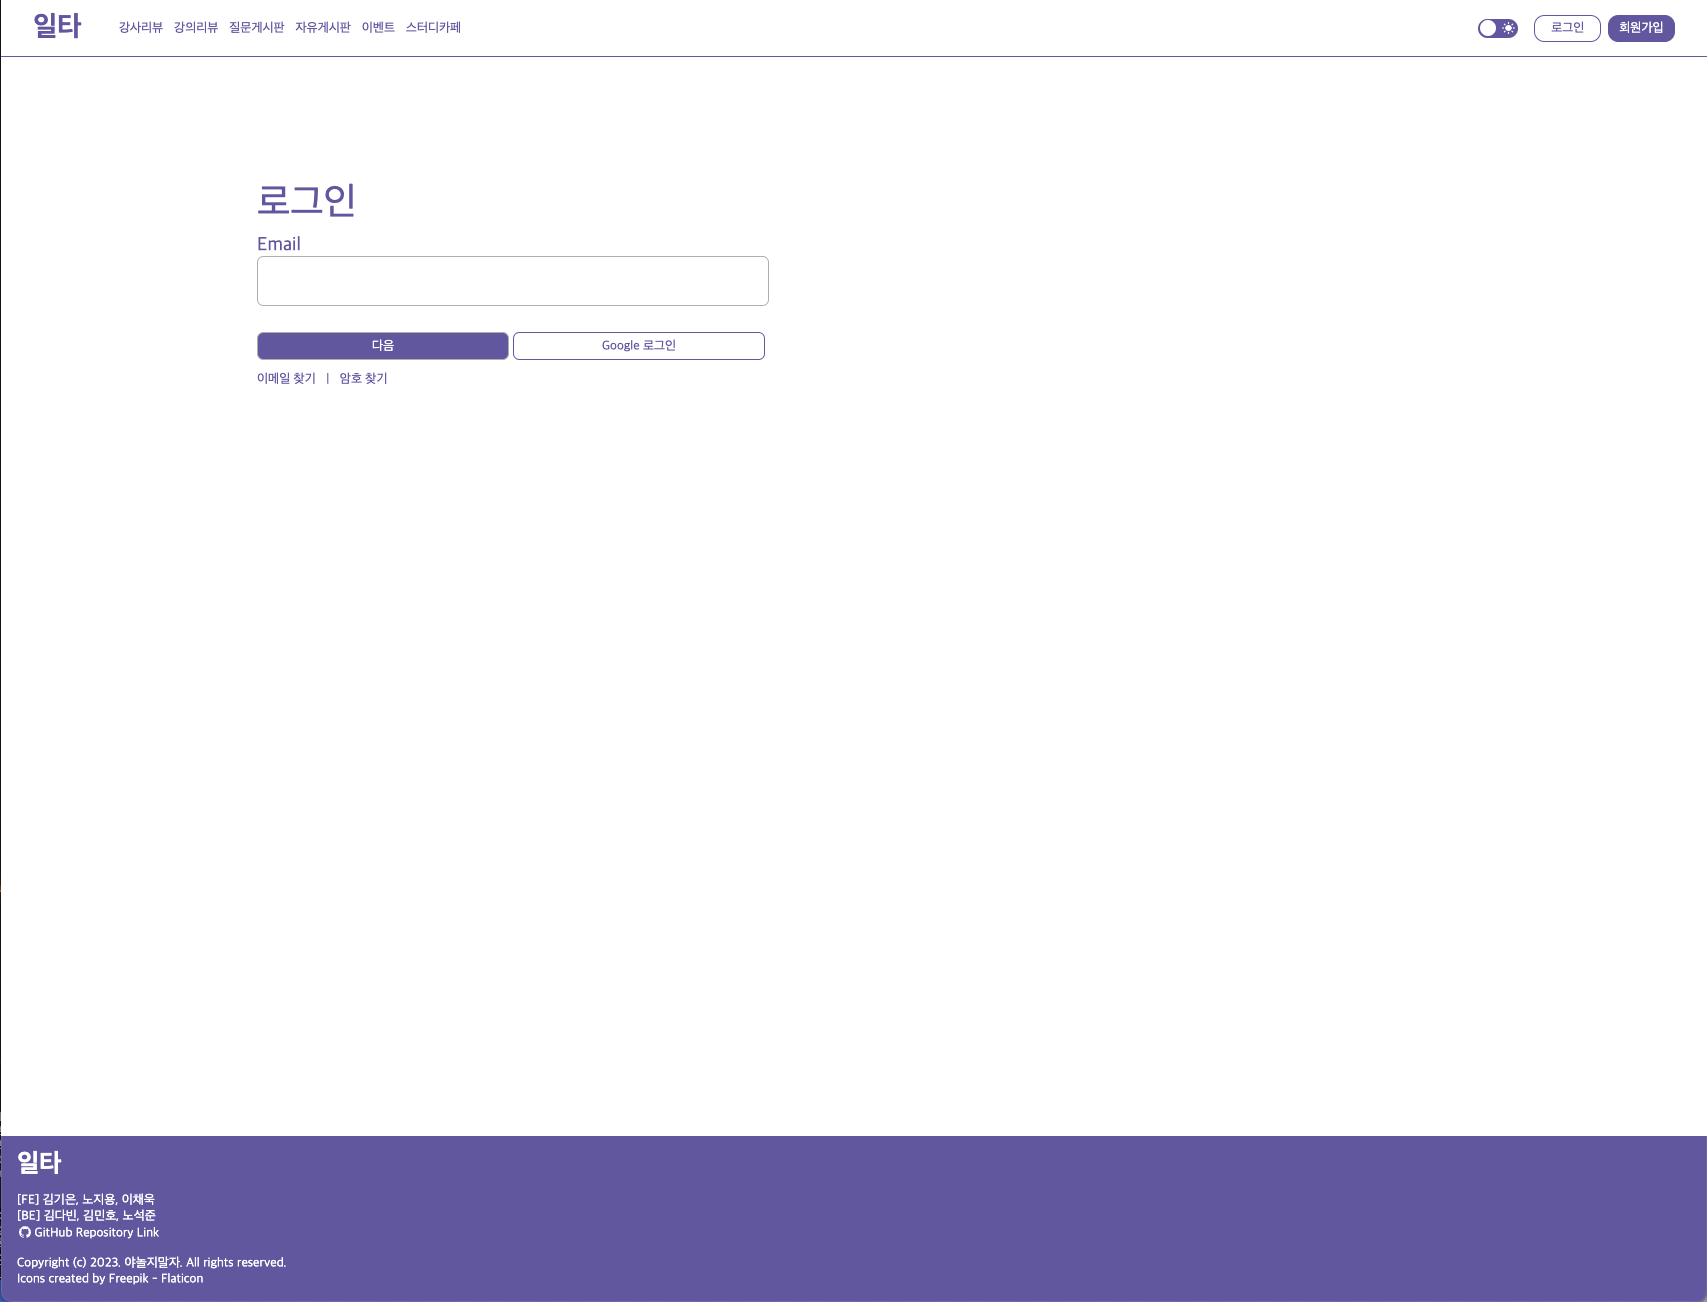 일타
강사리뷰 강의리뷰 질문게시판 자유게시판 이벤트 스터디카페
로그인 회원가입
로그인
Email
다음 Google 로그인
이메일 찾기 | 암호 찾기
일타
[FE] 김기은, 노지용, 이채욱
[BE] 김다빈, 김민호, 노석준
GitHub Repository Link
Copyright (c) 2023. 야놀지말자. All rights reserved.
Icons created by Freepik - Flaticon